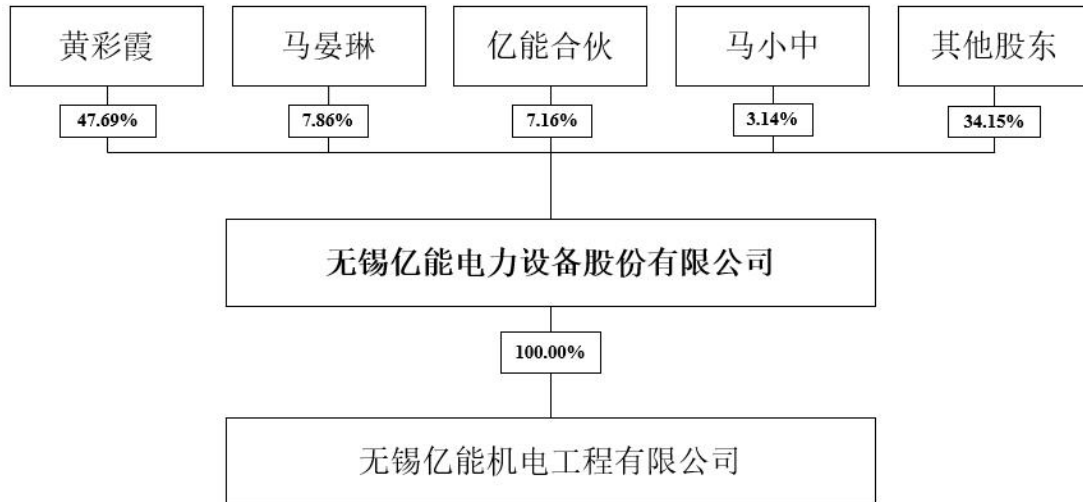 黄彩霞
马晏琳
亿能合伙
马小中
其他股东
47.69%
7.86%
7.16%
3.14%
34.15%
无锡亿能电力设备股份有限公司
100.00%
无锡亿能机电工程有限公司